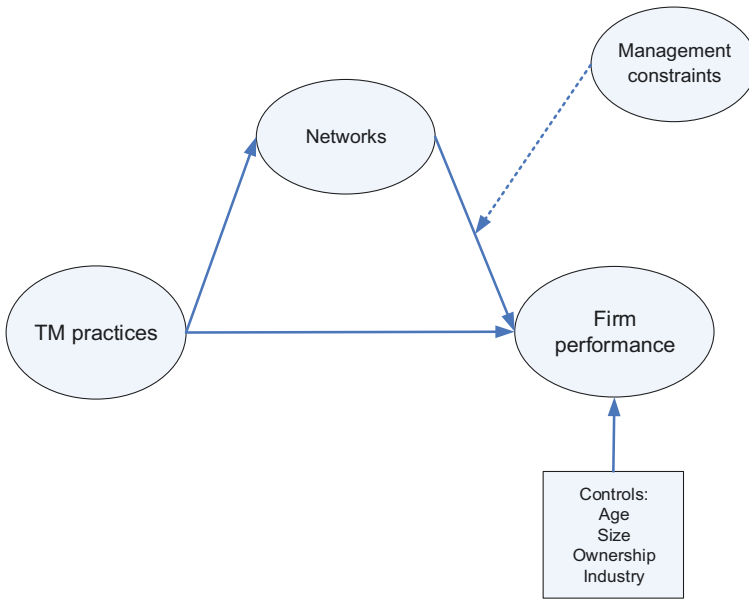 Management
constraints
Networks
TM practices
Firm
performance
Controls:
Age
Size
Ownership
Industry